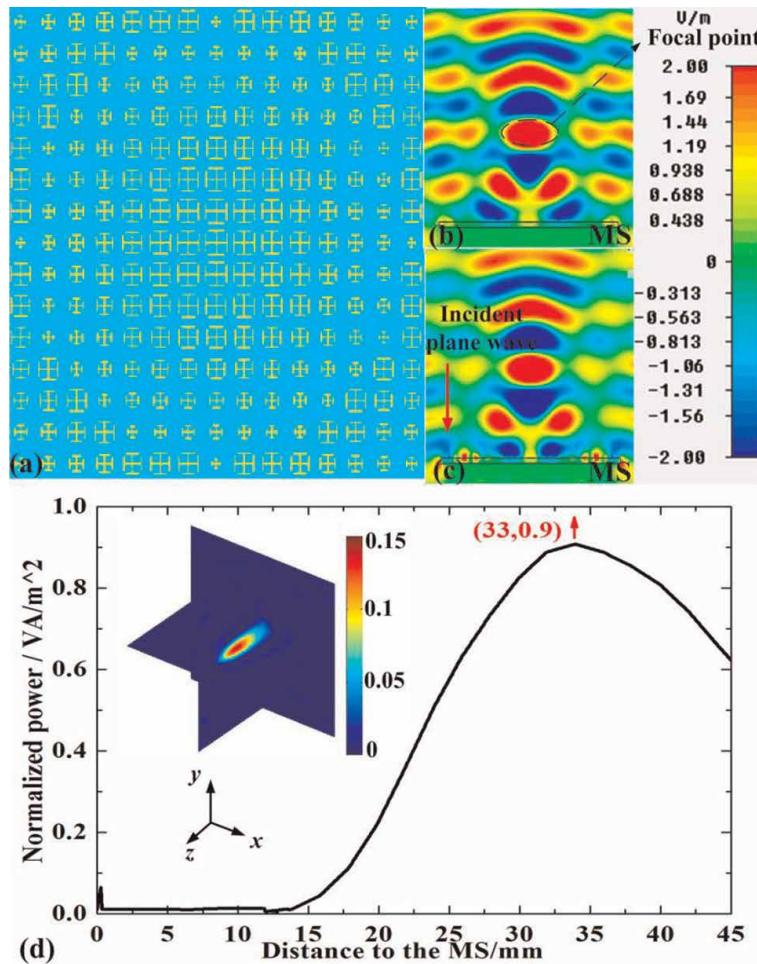 V/m
Focal point
2.00
1.69
1.44
1.19
0.938
0.688
0.438
0
-0.313
-0.563
-0.813
-1.06
-1.31
-1.56
-2.00
(b)
MS
Incident
plane wave
(a)
(c)
MS
1.0
0.8
0.6
0.4
0.2
0.0
Normalized power / VA/m^2
(33,0.9)
0.15
0.1
0.05
0
y
x
z
0
5
10
15
20
25
30
35
40
45
Distance to the MS/mm
(d)